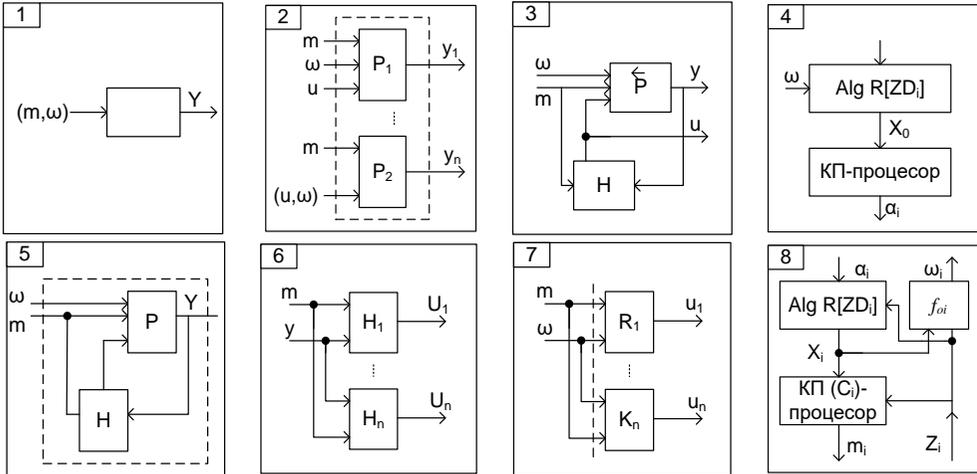 1
(m,ω)
Y
2
m
ω
u
P₁
y₁
m
(u,ω)
P₂
yₙ
3
ω
m
P
y
u
H
4
ω
Alg R[ZDᵢ]
X₀
КП-процесор
αᵢ
5
ω
m
P
Y
H
6
m
y
H₁
U₁
Hₙ
Uₙ
7
m
ω
R₁
u₁
Kₙ
uₙ
8
αᵢ
ωᵢ
Alg R[ZDᵢ]
fₒᵢ
Xᵢ
КП (Cᵢ)-
процесор
mᵢ
Zᵢ